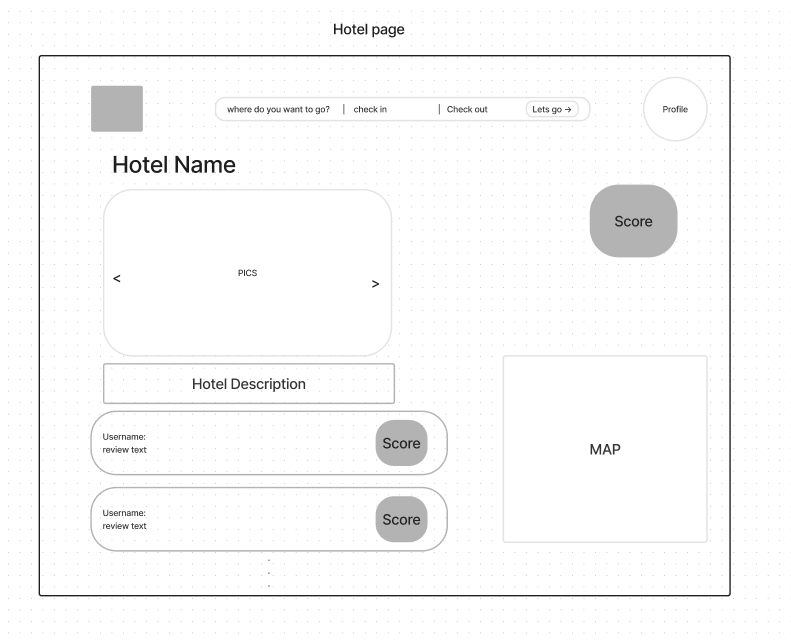 Hotel page
where do you want to go? | check in | Check out Lets go →
Profile
Hotel Name
Score
< PICS >
Hotel Description
Username:
review text
Score
MAP
Username:
review text
Score